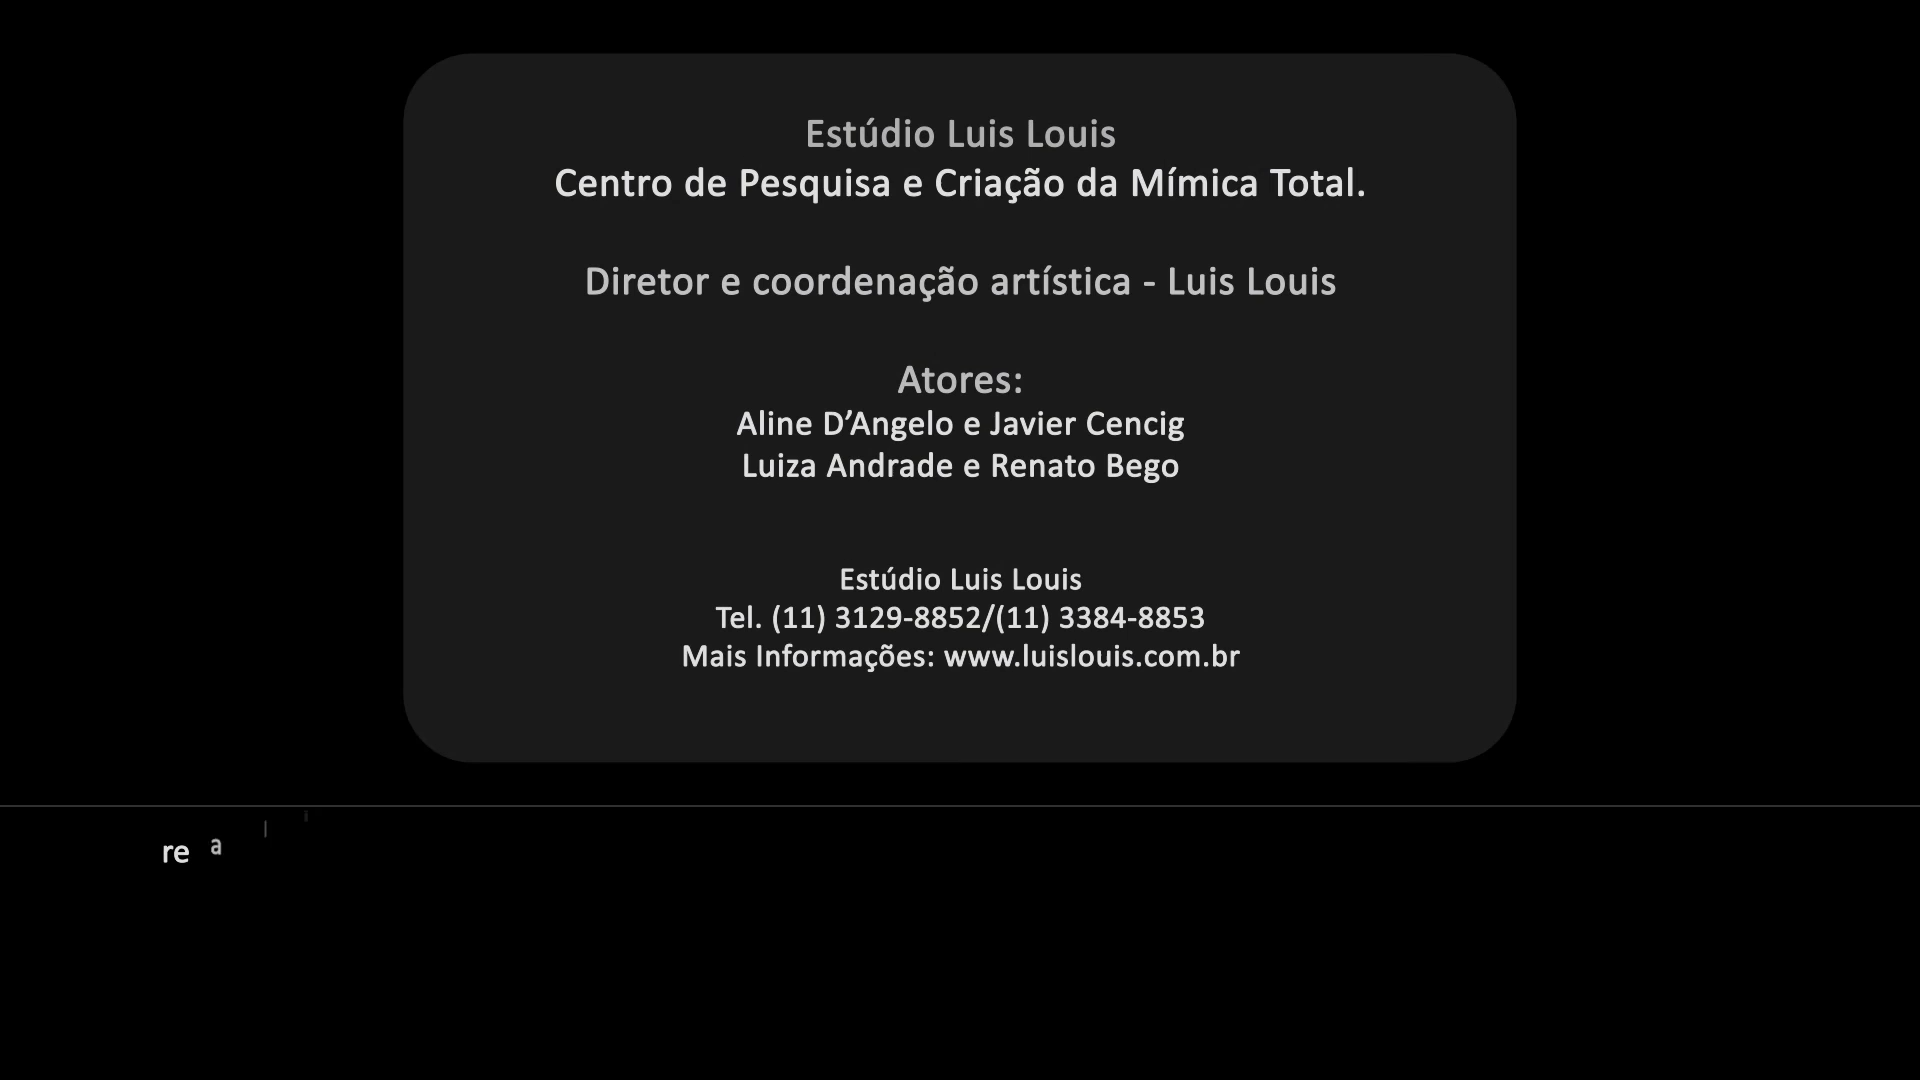 Estúdio Luis Louis
Centro de Pesquisa e Criação da Mímica Total.
Diretor e coordenação artística - Luis Louis
Atores:
Aline D’Angelo e Javier Cencig
Luiza Andrade e Renato Bego
Estúdio Luis Louis
Tel. (11) 3129-8852/(11) 3384-8853
Mais Informações: www.luislouis.com.br
re a l i